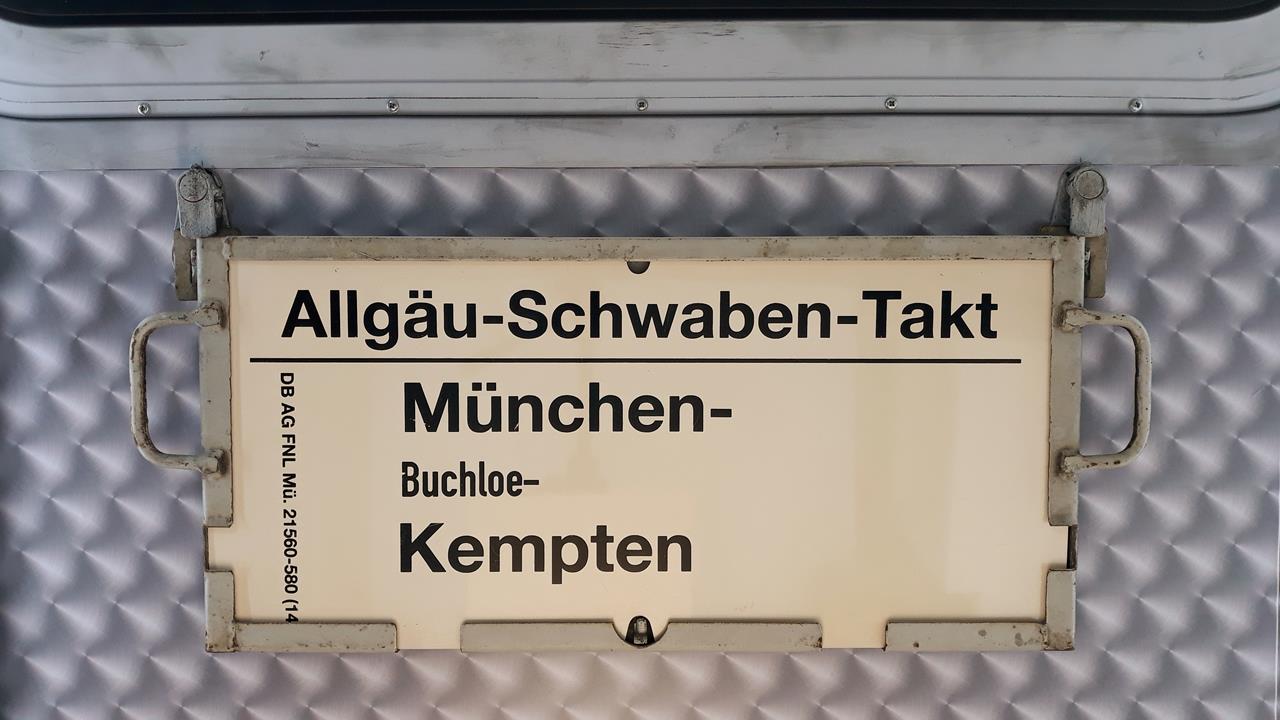 Allgäu-Schwaben-Takt
München-
Buchloe-
Kempten
DB AG FNL Mü. 21560-580 (14